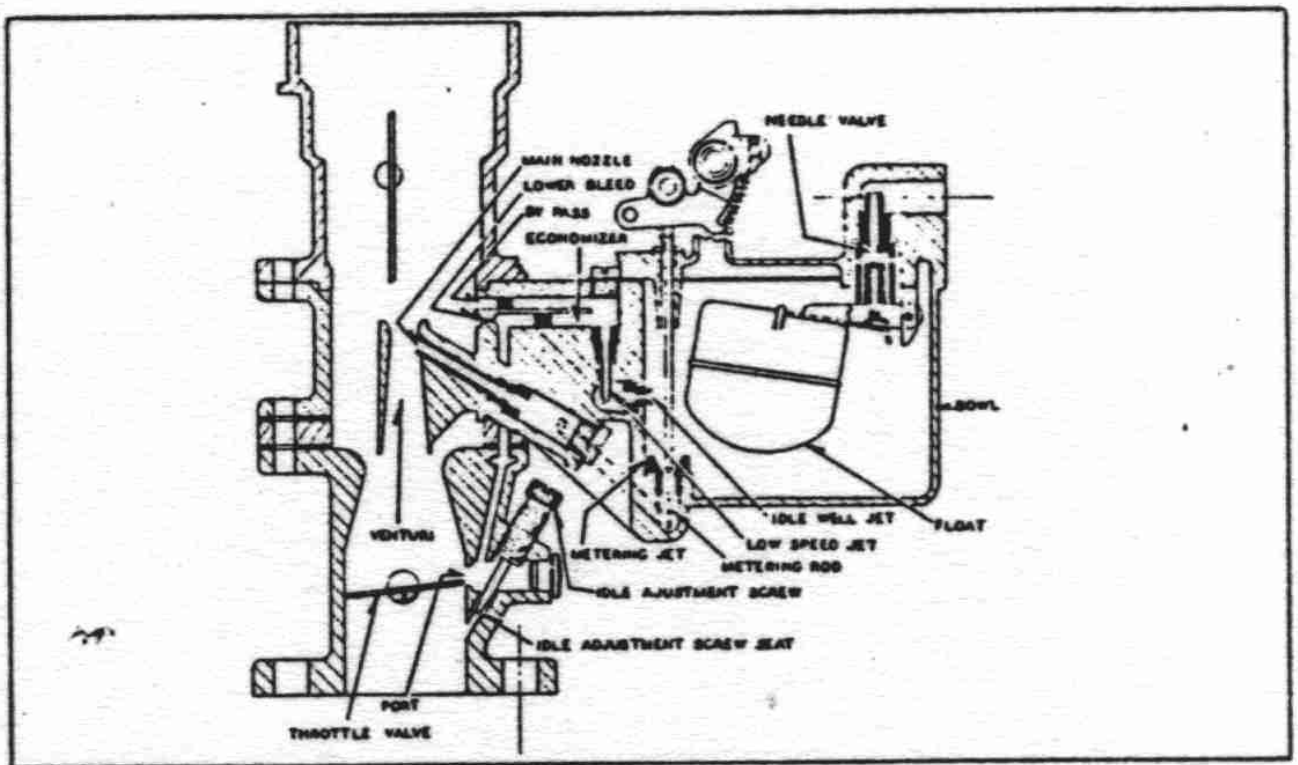 NEEDLE VALVE
MAIN NOZZLE
LOWER BLEED
BY PASS
ECONOMIZER
BOWL
IDLE WELL JET
FLOAT
LOW SPEED JET
METERING JET
METERING ROD
VENTURI
IDLE AJUSTMENT SCREW
IDLE ADJUSTMENT SCREW SEAT
PORT
THROTTLE VALVE